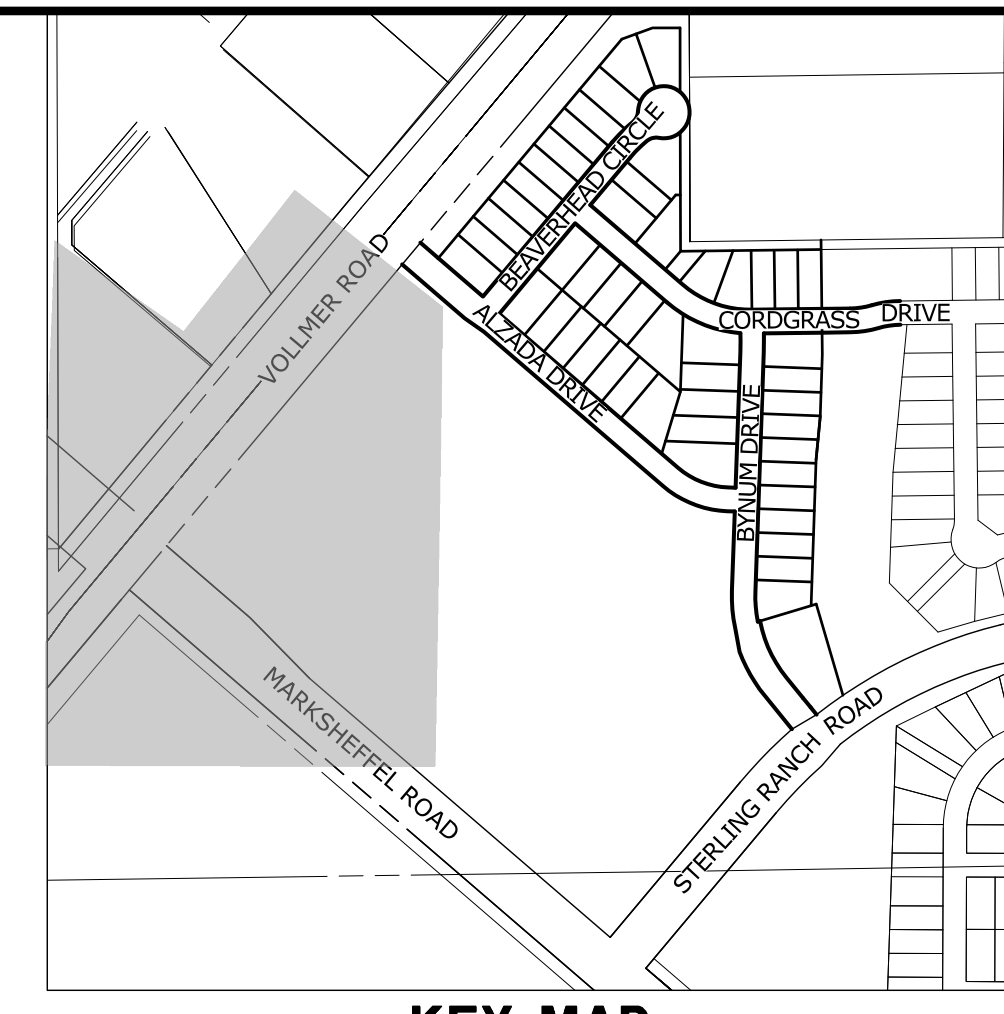 BEAVERHEAD CIRCLE
VOLLMER ROAD
CORDGRASS DRIVE
ALZADA DRIVE
BYNUM DRIVE
MARKSHEFFEL ROAD
STERLING RANCH ROAD
KEY MAP